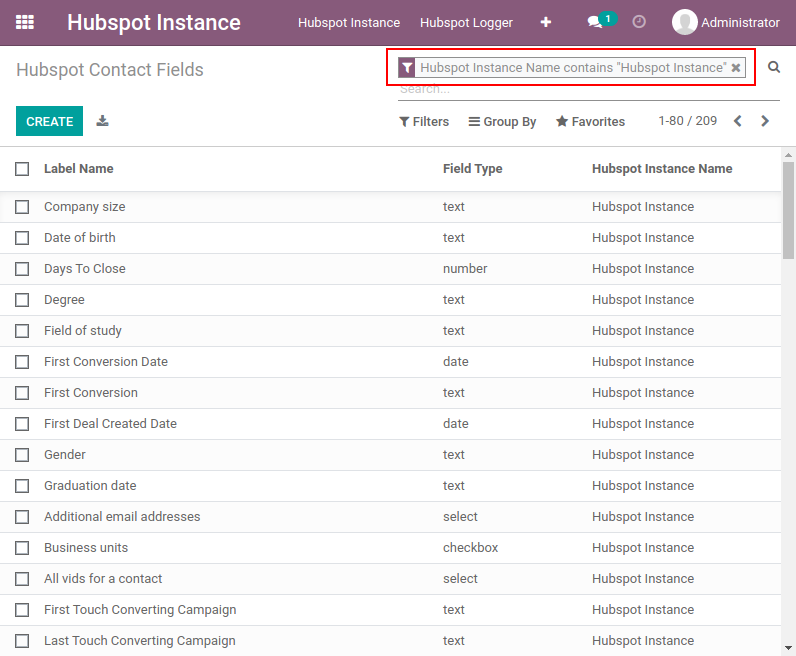 Hubspot Instance Hubspot Instance Hubspot Logger 1 Administrator
Hubspot Contact Fields
Hubspot Instance Name contains "Hubspot Instance"
Search...
CREATE Filters Group By Favorites 1-80 / 209
Label Name Field Type Hubspot Instance Name
Company size text Hubspot Instance
Date of birth text Hubspot Instance
Days To Close number Hubspot Instance
Degree text Hubspot Instance
Field of study text Hubspot Instance
First Conversion Date date Hubspot Instance
First Conversion text Hubspot Instance
First Deal Created Date date Hubspot Instance
Gender text Hubspot Instance
Graduation date text Hubspot Instance
Additional email addresses select Hubspot Instance
Business units checkbox Hubspot Instance
All vids for a contact select Hubspot Instance
First Touch Converting Campaign text Hubspot Instance
Last Touch Converting Campaign text Hubspot Instance